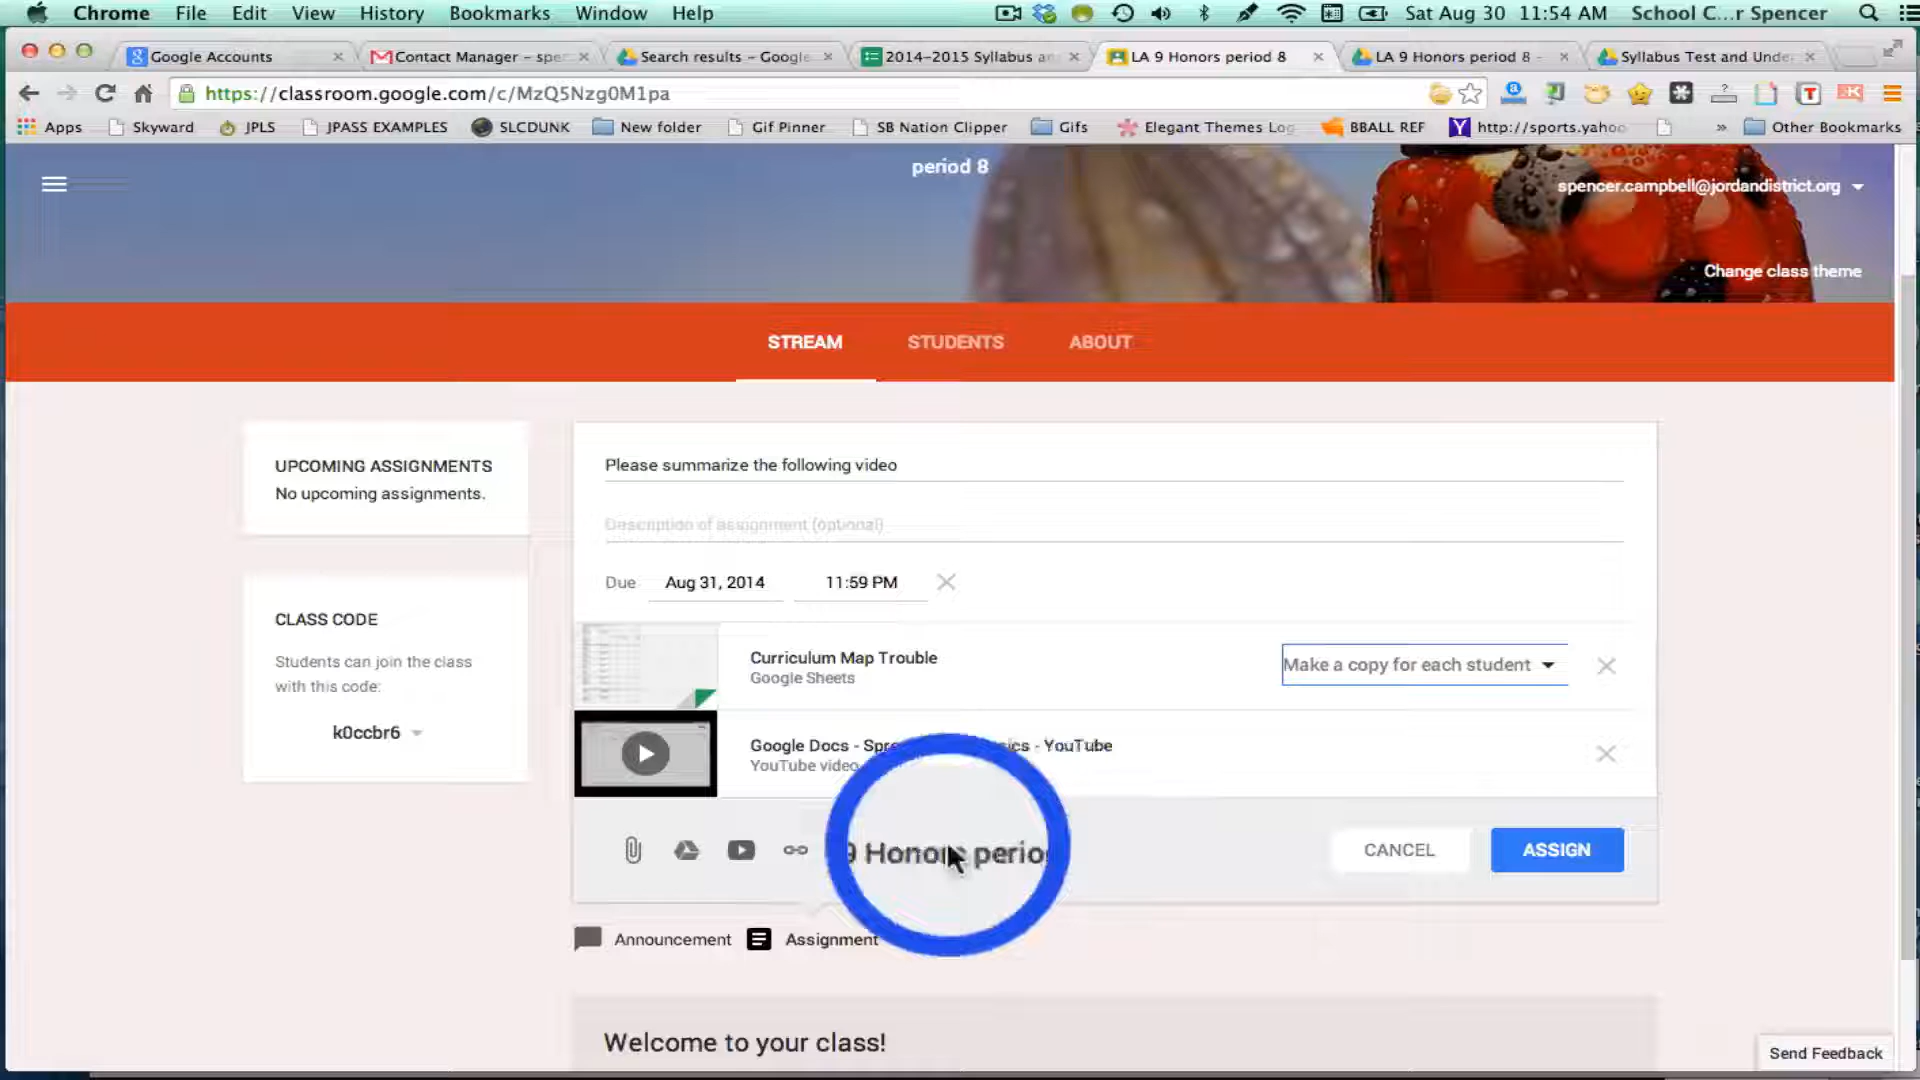 Chrome File Edit View History Bookmarks Window Help Sat Aug 30 11:54 AM School C...r Spencer
Google Accounts Contact Manager – spe Search results – Google 2014–2015 Syllabus an LA 9 Honors period 8 LA 9 Honors period 8 – Syllabus Test and Unde
https://classroom.google.com/c/MzQ5Nzg0M1pa
Apps Skyward JPLS JPASS EXAMPLES SLCDUNK New folder Gif Pinner SB Nation Clipper Gifs Elegant Themes Log BBALL REF http://sports.yahoo » Other Bookmarks
period 8
spencer.campbell@jordandistrict.org
Change class theme
STREAM STUDENTS ABOUT
UPCOMING ASSIGNMENTS
No upcoming assignments.
CLASS CODE
Students can join the class
with this code:
k0ccbr6
Please summarize the following video
Description of assignment (optional)
Due Aug 31, 2014 11:59 PM
Curriculum Map Trouble
Google Sheets
Make a copy for each student
Google Docs - Spre ics - YouTube
YouTube video
9 Honors period
CANCEL ASSIGN
Announcement Assignment
Welcome to your class!
Send Feedback